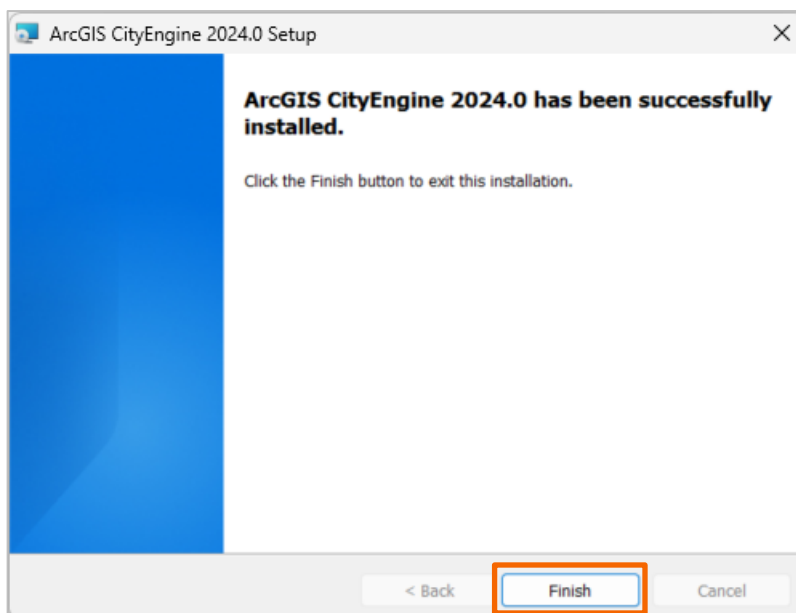 ArcGIS CityEngine 2024.0 Setup
ArcGIS CityEngine 2024.0 has been successfully
installed.
Click the Finish button to exit this installation.
< Back
Finish
Cancel